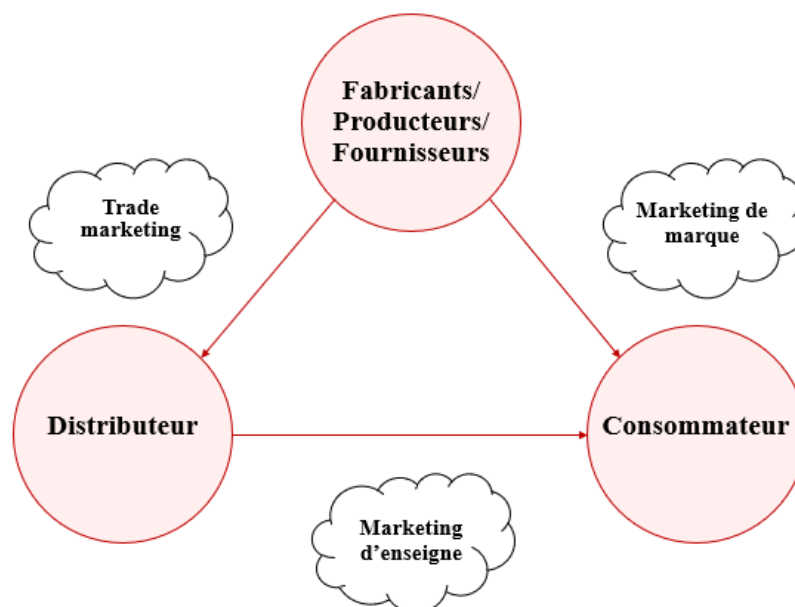 Fabricants/
Producteurs/
Fournisseurs
Trade
marketing
Marketing de
marque
Distributeur
Consommateur
Marketing
d’enseigne